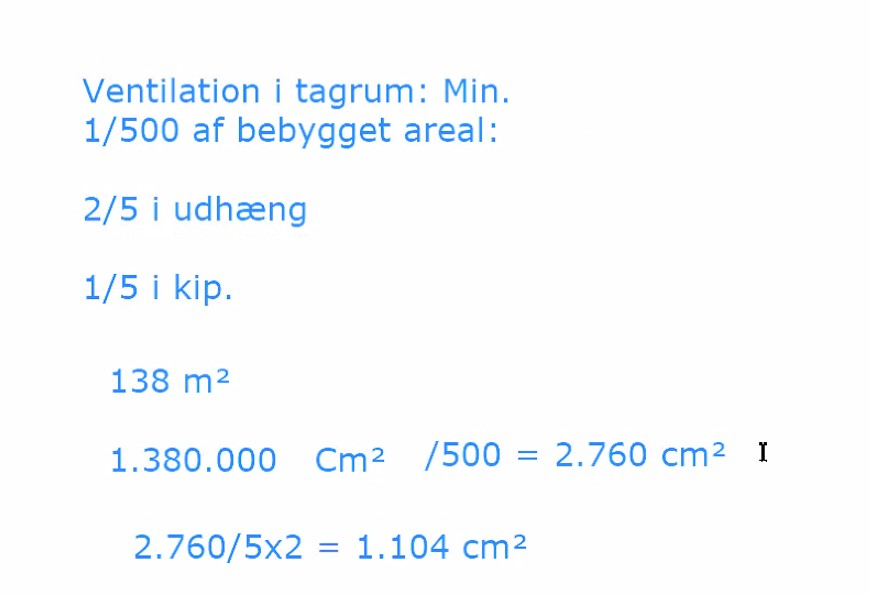 Ventilation i tagrum: Min.
1/500 af bebygget areal:
2/5 i udhæng
1/5 i kip.
138 m²
1.380.000 Cm² /500 = 2.760 cm²
2.760/5x2 = 1.104 cm²